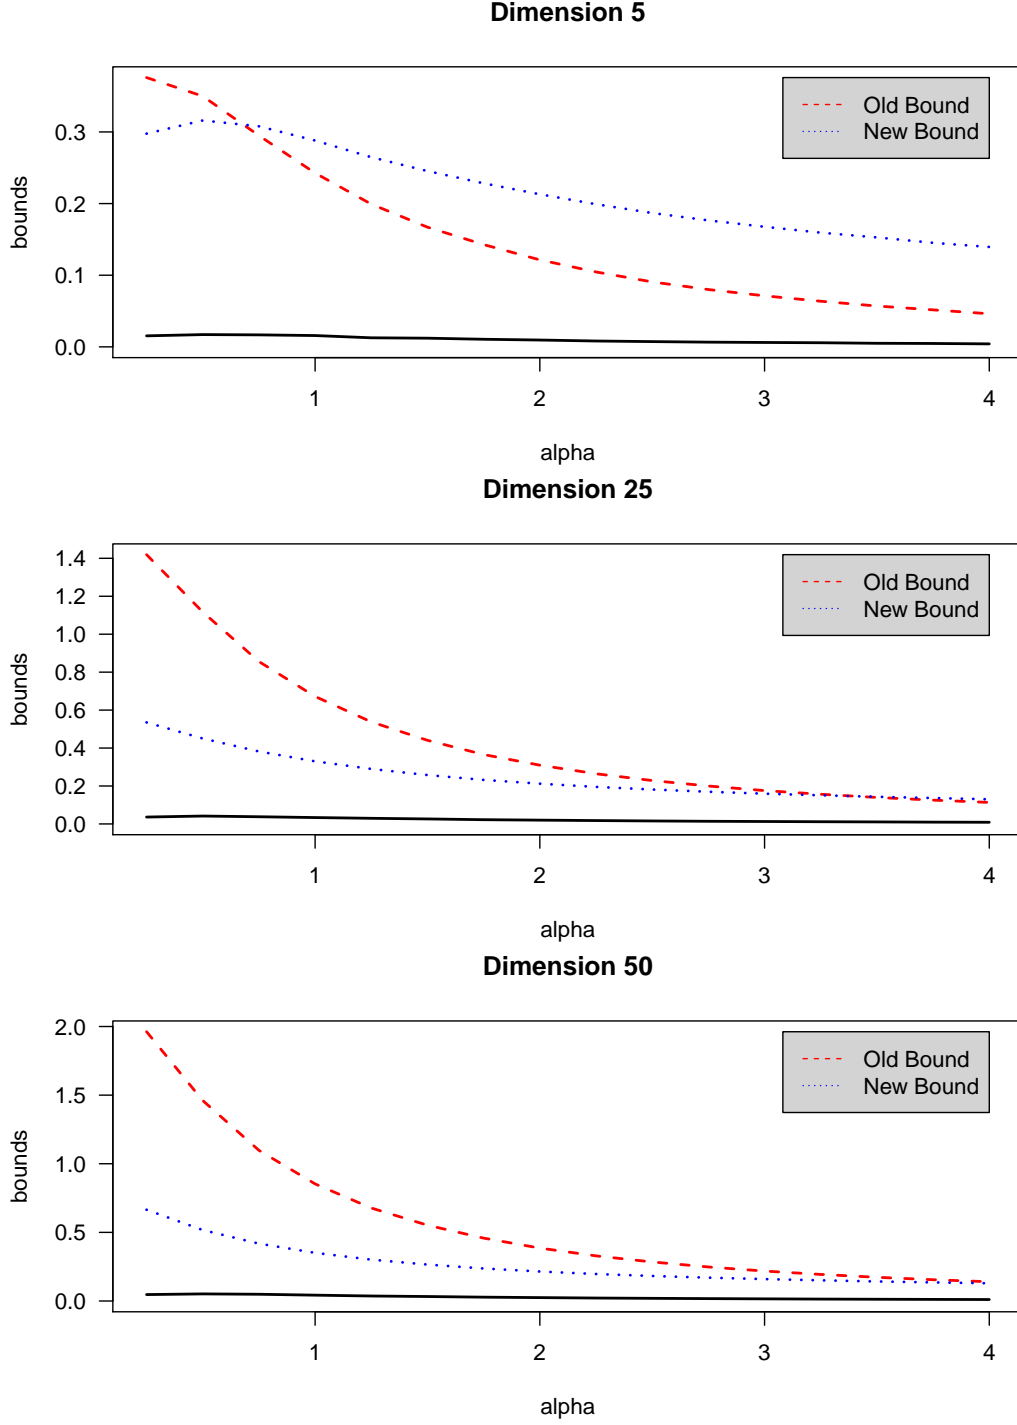 Dimension 5
0.3
0.2
0.1
0.0
bounds
Old Bound
New Bound
1 2 3 4
alpha
Dimension 25
1.4
1.2
1.0
0.8
0.6
0.4
0.2
0.0
bounds
Old Bound
New Bound
1 2 3 4
alpha
Dimension 50
2.0
1.5
1.0
0.5
0.0
bounds
Old Bound
New Bound
1 2 3 4
alpha